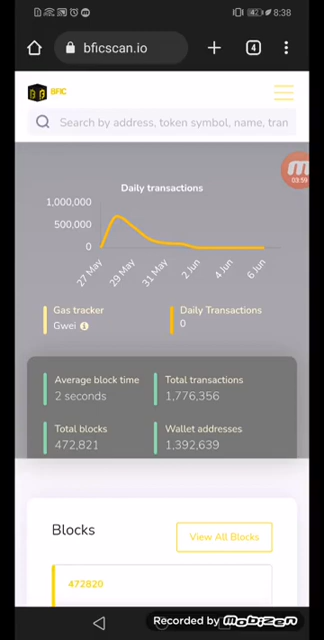 8:38
bficscan.io
4
BFIC
Search by address, token symbol, name, tran
Daily transactions
1,000,000
500,000
0
27 May
29 May
31 May
2 Jun
4 Jun
6 Jun
03:59
Gas tracker
Gwei
Daily Transactions
0
Average block time
2 seconds
Total transactions
1,776,356
Total blocks
472,821
Wallet addresses
1,392,639
Blocks
View All Blocks
472820
Recorded by Mobizen